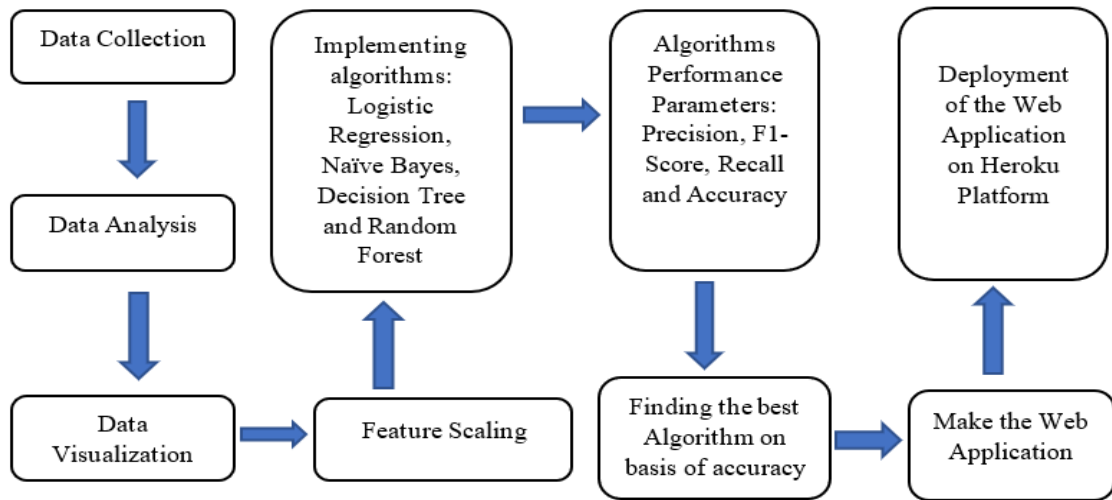 Data Collection
Data Analysis
Data
Visualization
Feature Scaling
Implementing
algorithms:
Logistic
Regression,
Naïve Bayes,
Decision Tree
and Random
Forest
Algorithms
Performance
Parameters:
Precision, F1-
Score, Recall
and Accuracy
Finding the best
Algorithm on
basis of accuracy
Make the Web
Application
Deployment
of the Web
Application
on Heroku
Platform